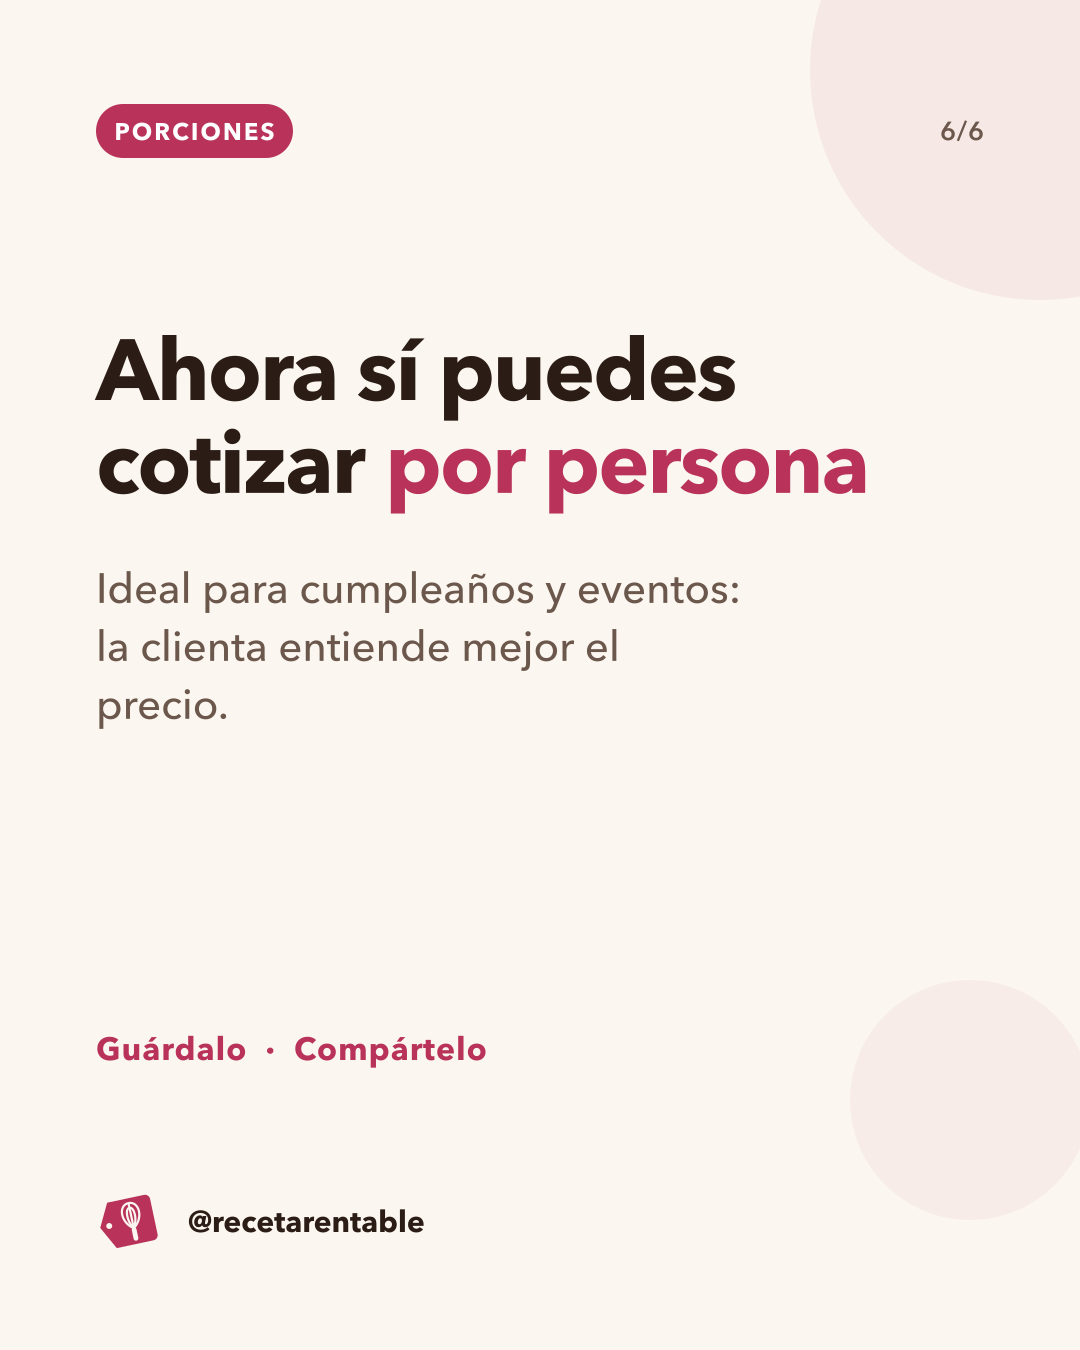 PORCIONES
6/6
Ahora sí puedes
cotizar por persona
Ideal para cumpleaños y eventos:
la clienta entiende mejor el
precio.
Guárdalo · Compártelo
@recetarentable